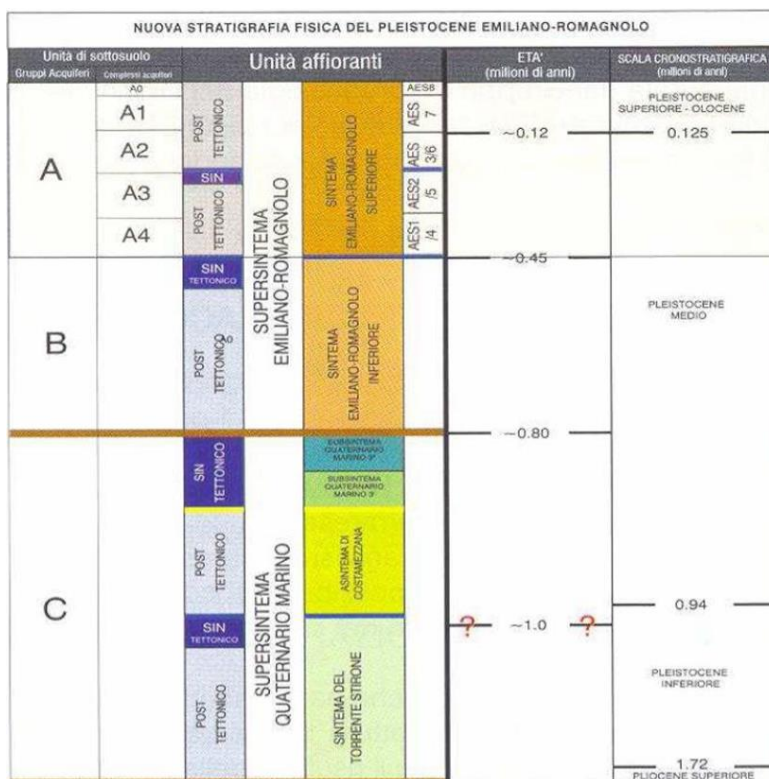 NUOVA STRATIGRAFIA FISICA DEL PLEISTOCENE EMILIANO-ROMAGNOLO
Unità di sottosuolo
Gruppi Acquiferi
Complessi acquiferi
Unità affioranti
ETA'
(milioni di anni)
SCALA CRONOSTRATIGRAFICA
(milioni di anni)
A
A0
A1
A2
A3
A4
POST
TETTONICO
SIN
POST
TETTONICO
SUPERSINTEMA
EMILIANO-ROMAGNOLO
SINTEMA
EMILIANO-ROMAGNOLO
SUPERIORE
AES8
AES
7
AES
3/6
AES2
/5
AES1
/4
~0.12
~0.45
PLEISTOCENE
SUPERIORE - OLOCENE
0.125
B
SIN
TETTONICO
POST
TETTONICO
SINTEMA
EMILIANO-ROMAGNOLO
INFERIORE
~0.80
PLEISTOCENE
MEDIO
C
SIN
TETTONICO
POST
TETTONICO
SIN
TETTONICO
POST
TETTONICO
SUPERSINTEMA
QUATERNARIO MARINO
SUBSINTEMA
QUATERNARIO
SUBSINTEMA
QUATERNARIO
ASINTEMA DI
COSTAMEZZANA
SINTEMA DEL
TORRENTE STIRONE
? ~1.0 ?
0.94
PLEISTOCENE
INFERIORE
1.72
PLIOCENE SUPERIORE